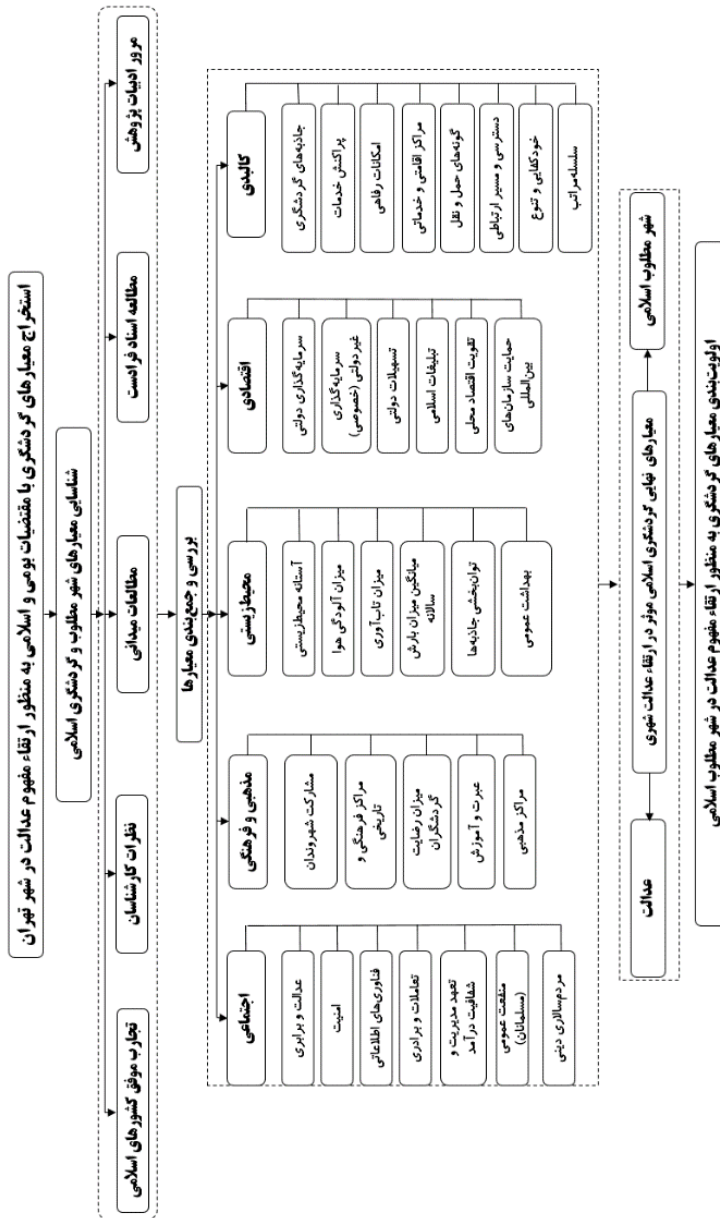 استخراج معیارهای گردشگری با مقتضیات بومی و اسلامی به منظور ارتقاء مفهوم عدالت در شهر تهران
شناسایی معیارهای شهر مطلوب و گردشگری اسلامی
مرور ادبیات پژوهش
مطالعه اسناد فرادست
مطالعات میدانی
نظرات کارشناسان
تجارب موفق کشورهای اسلامی
بررسی و جمع‌بندی معیارها
کالبدی
جاذبه‌های گردشگری
پراکنش خدمات
امکانات رفاهی
مراکز اقامتی و خدماتی
گونه‌های حمل و نقل
دسترسی و مسیر ارتباطی
خودکفایی و تنوع
سلسله‌مراتب
اقتصادی
سرمایه‌گذاری دولتی
سرمایه‌گذاری
غیردولتی (خصوصی)
تسهیلات دولتی
تبلیغات اسلامی
تقویت اقتصاد محلی
حمایت سازمان‌های
بین‌المللی
محیط‌زیستی
آستانه محیط‌زیستی
میزان آلودگی هوا
میزان تاب‌آوری
میانگین میزان بارش
سالانه
توان‌بخشی جاذبه‌ها
بهداشت عمومی
مذهبی و فرهنگی
مشارکت شهروندان
مراکز فرهنگی و
تاریخی
میزان رضایت
گردشگران
عبرت و آموزش
مراکز مذهبی
اجتماعی
عدالت و برابری
امنیت
فناوری‌های اطلاعاتی
تعاملات و برادری
تعهد مدیریت و
شفافیت درآمد
منفعت عمومی
(مسلمانان)
مردم‌سالاری دینی
شهر مطلوب اسلامی
معیارهای نهایی گردشگری اسلامی موثر در ارتقاء عدالت شهری
عدالت
اولویت‌بندی معیارهای گردشگری به منظور ارتقاء مفهوم عدالت در شهر مطلوب اسلامی